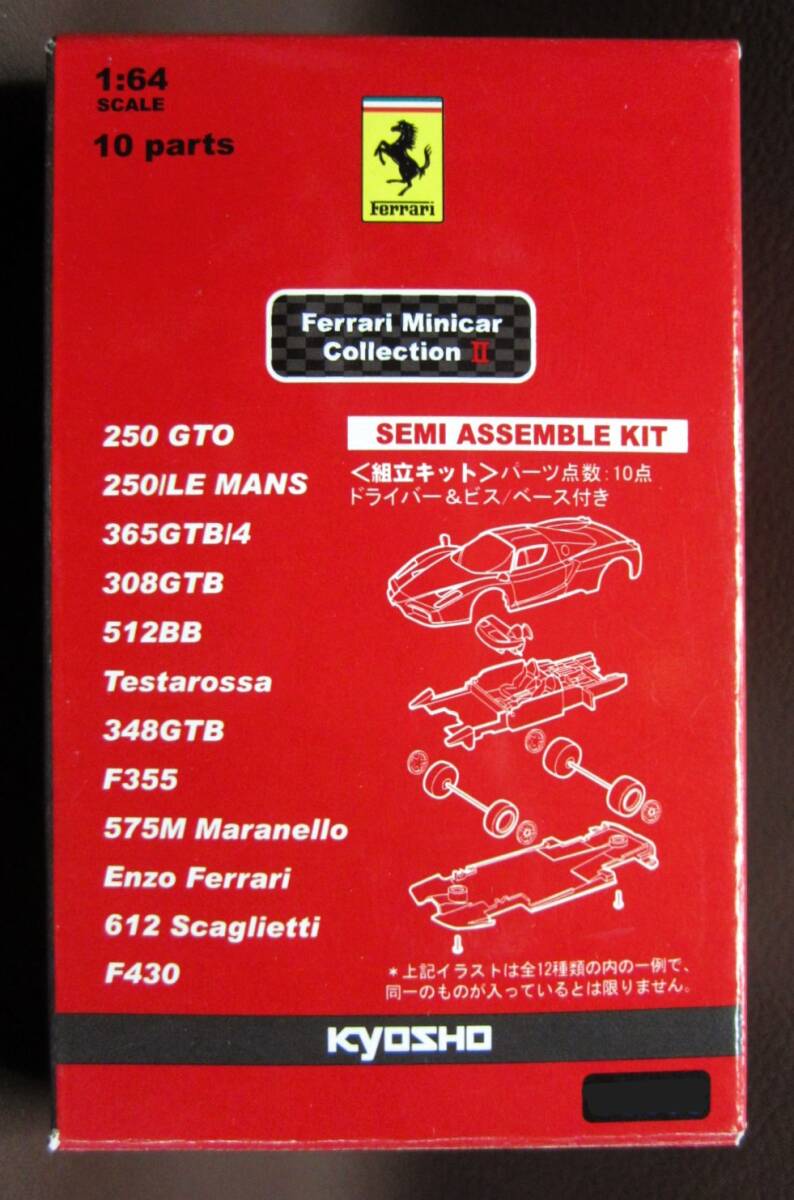 1:64
SCALE
10 parts
Ferrari
Ferrari Minicar
Collection II
250 GTO
250/LE MANS
365GTB/4
308GTB
512BB
Testarossa
348GTB
F355
575M Maranello
Enzo Ferrari
612 Scaglietti
F430
SEMI ASSEMBLE KIT
<組立キット>パーツ点数:10点
ドライバー&ビス/ベース付き
*上記イラストは全12種類の内の一例で、
同一のものが入っているとは限りません。
KYOSHO